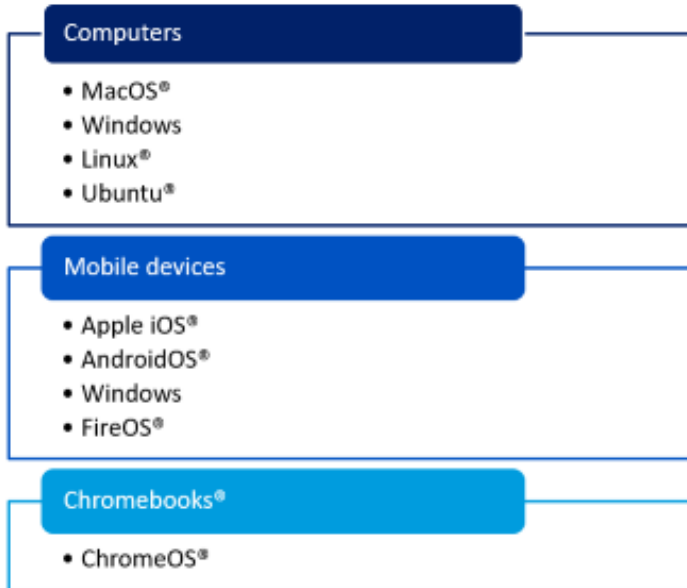 Computers
• MacOS®
• Windows
• Linux®
• Ubuntu®
Mobile devices
• Apple iOS®
• AndroidOS®
• Windows
• FireOS®
Chromebooks®
• ChromeOS®